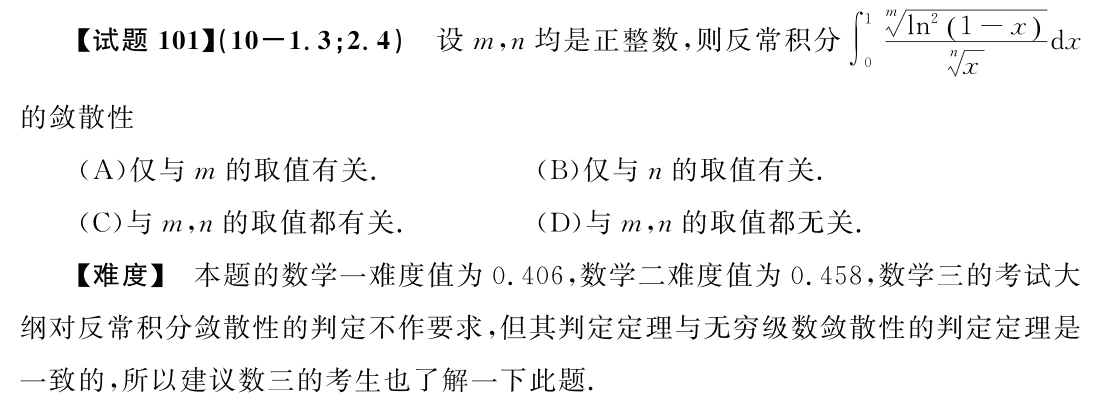 【试题 101】(10-1.3;2.4) 设 m,n 均是正整数,则反常积分 $\int_0^1 \frac{\sqrt[m]{\ln^2(1-x)}}{\sqrt[n]{x}}\mathrm{d}x$
的敛散性
(A)仅与 m 的取值有关. (B)仅与 n 的取值有关.
(C)与 m,n 的取值都有关. (D)与 m,n 的取值都无关.
【难度】 本题的数学一难度值为 0.406,数学二难度值为 0.458,数学三的考试大
纲对反常积分敛散性的判定不作要求,但其判定定理与无穷级数敛散性的判定定理是
一致的,所以建议数三的考生也了解一下此题.